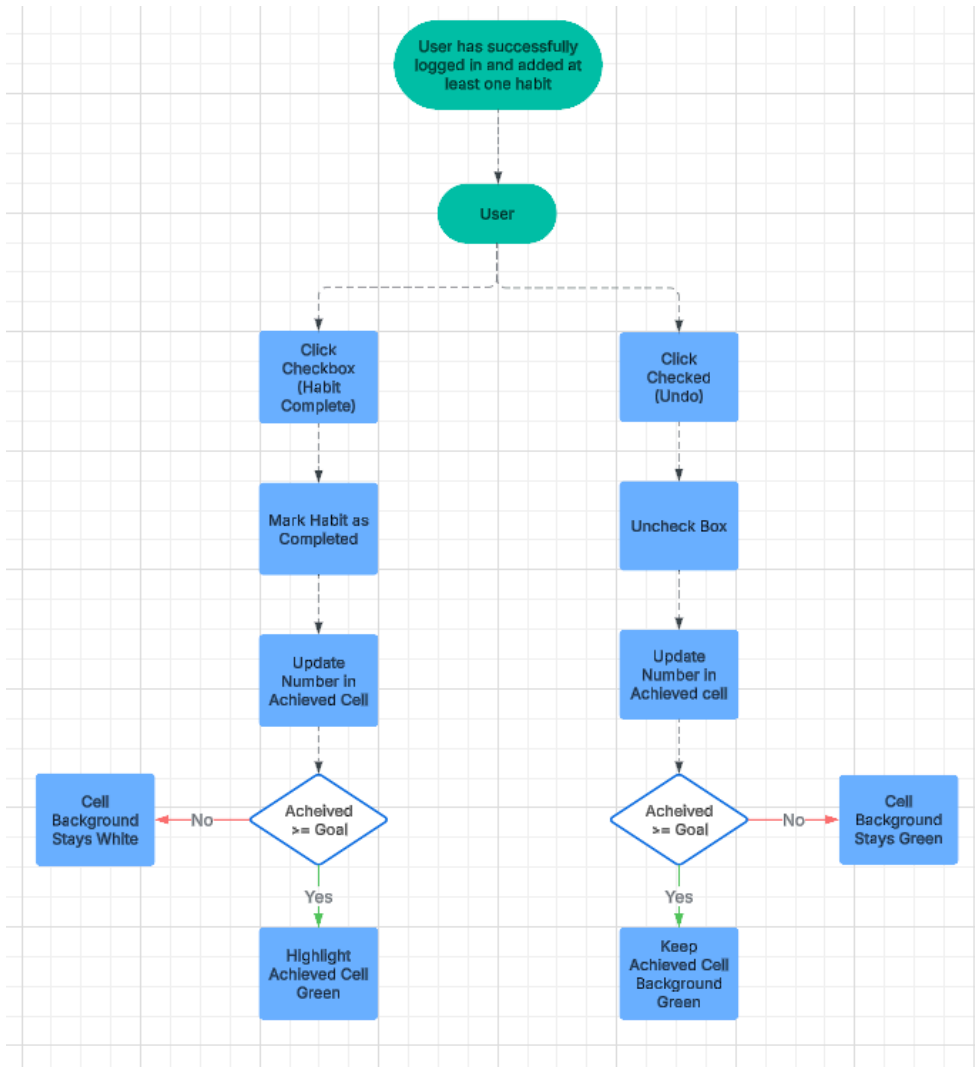 User has successfully
logged in and added at
least one habit
User
Click
Checkbox
(Habit
Complete)
Click
Checked
(Undo)
Mark Habit as
Completed
Uncheck Box
Update
Number in
Achieved Cell
Update
Number in
Achieved cell
Cell
Background
Stays White
No
Acheived
>= Goal
Acheived
>= Goal
No
Cell
Background
Stays Green
Yes
Yes
Highlight
Achieved Cell
Green
Keep
Achieved Cell
Background
Green